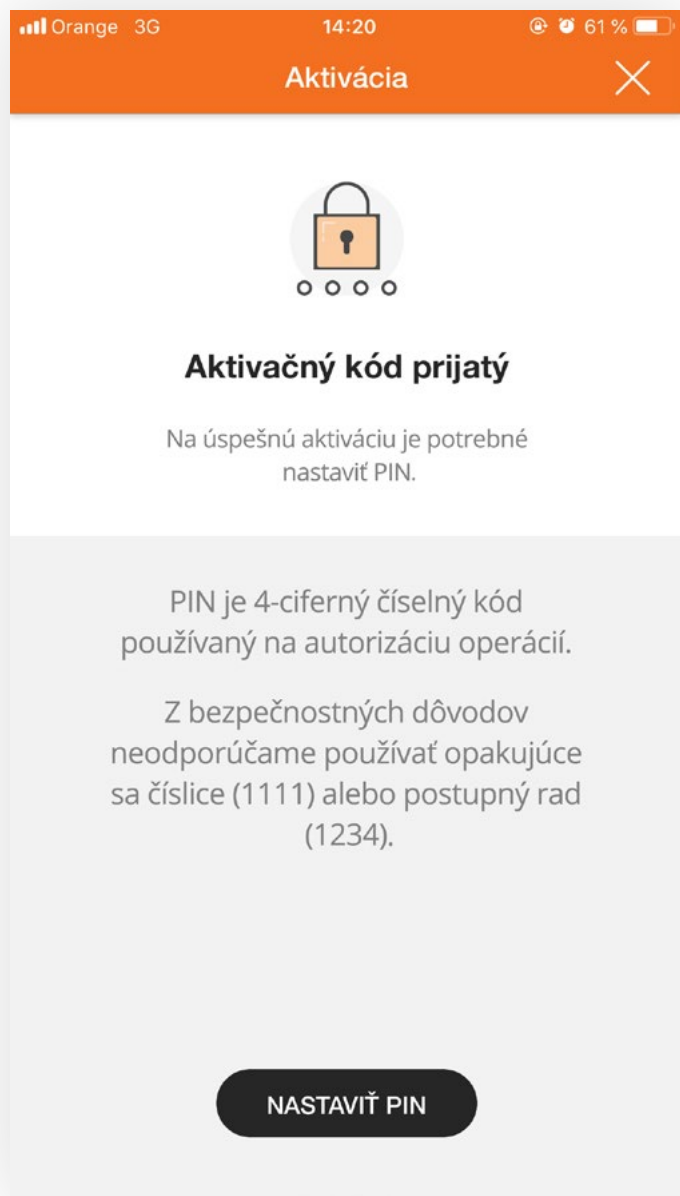 Orange 3G 14:20 61 %
Aktivácia
Aktivačný kód prijatý
Na úspešnú aktiváciu je potrebné
nastaviť PIN.
PIN je 4-ciferný číselný kód
používaný na autorizáciu operácií.
Z bezpečnostných dôvodov
neodporúčame používať opakujúce
sa číslice (1111) alebo postupný rad
(1234).
NASTAVIŤ PIN